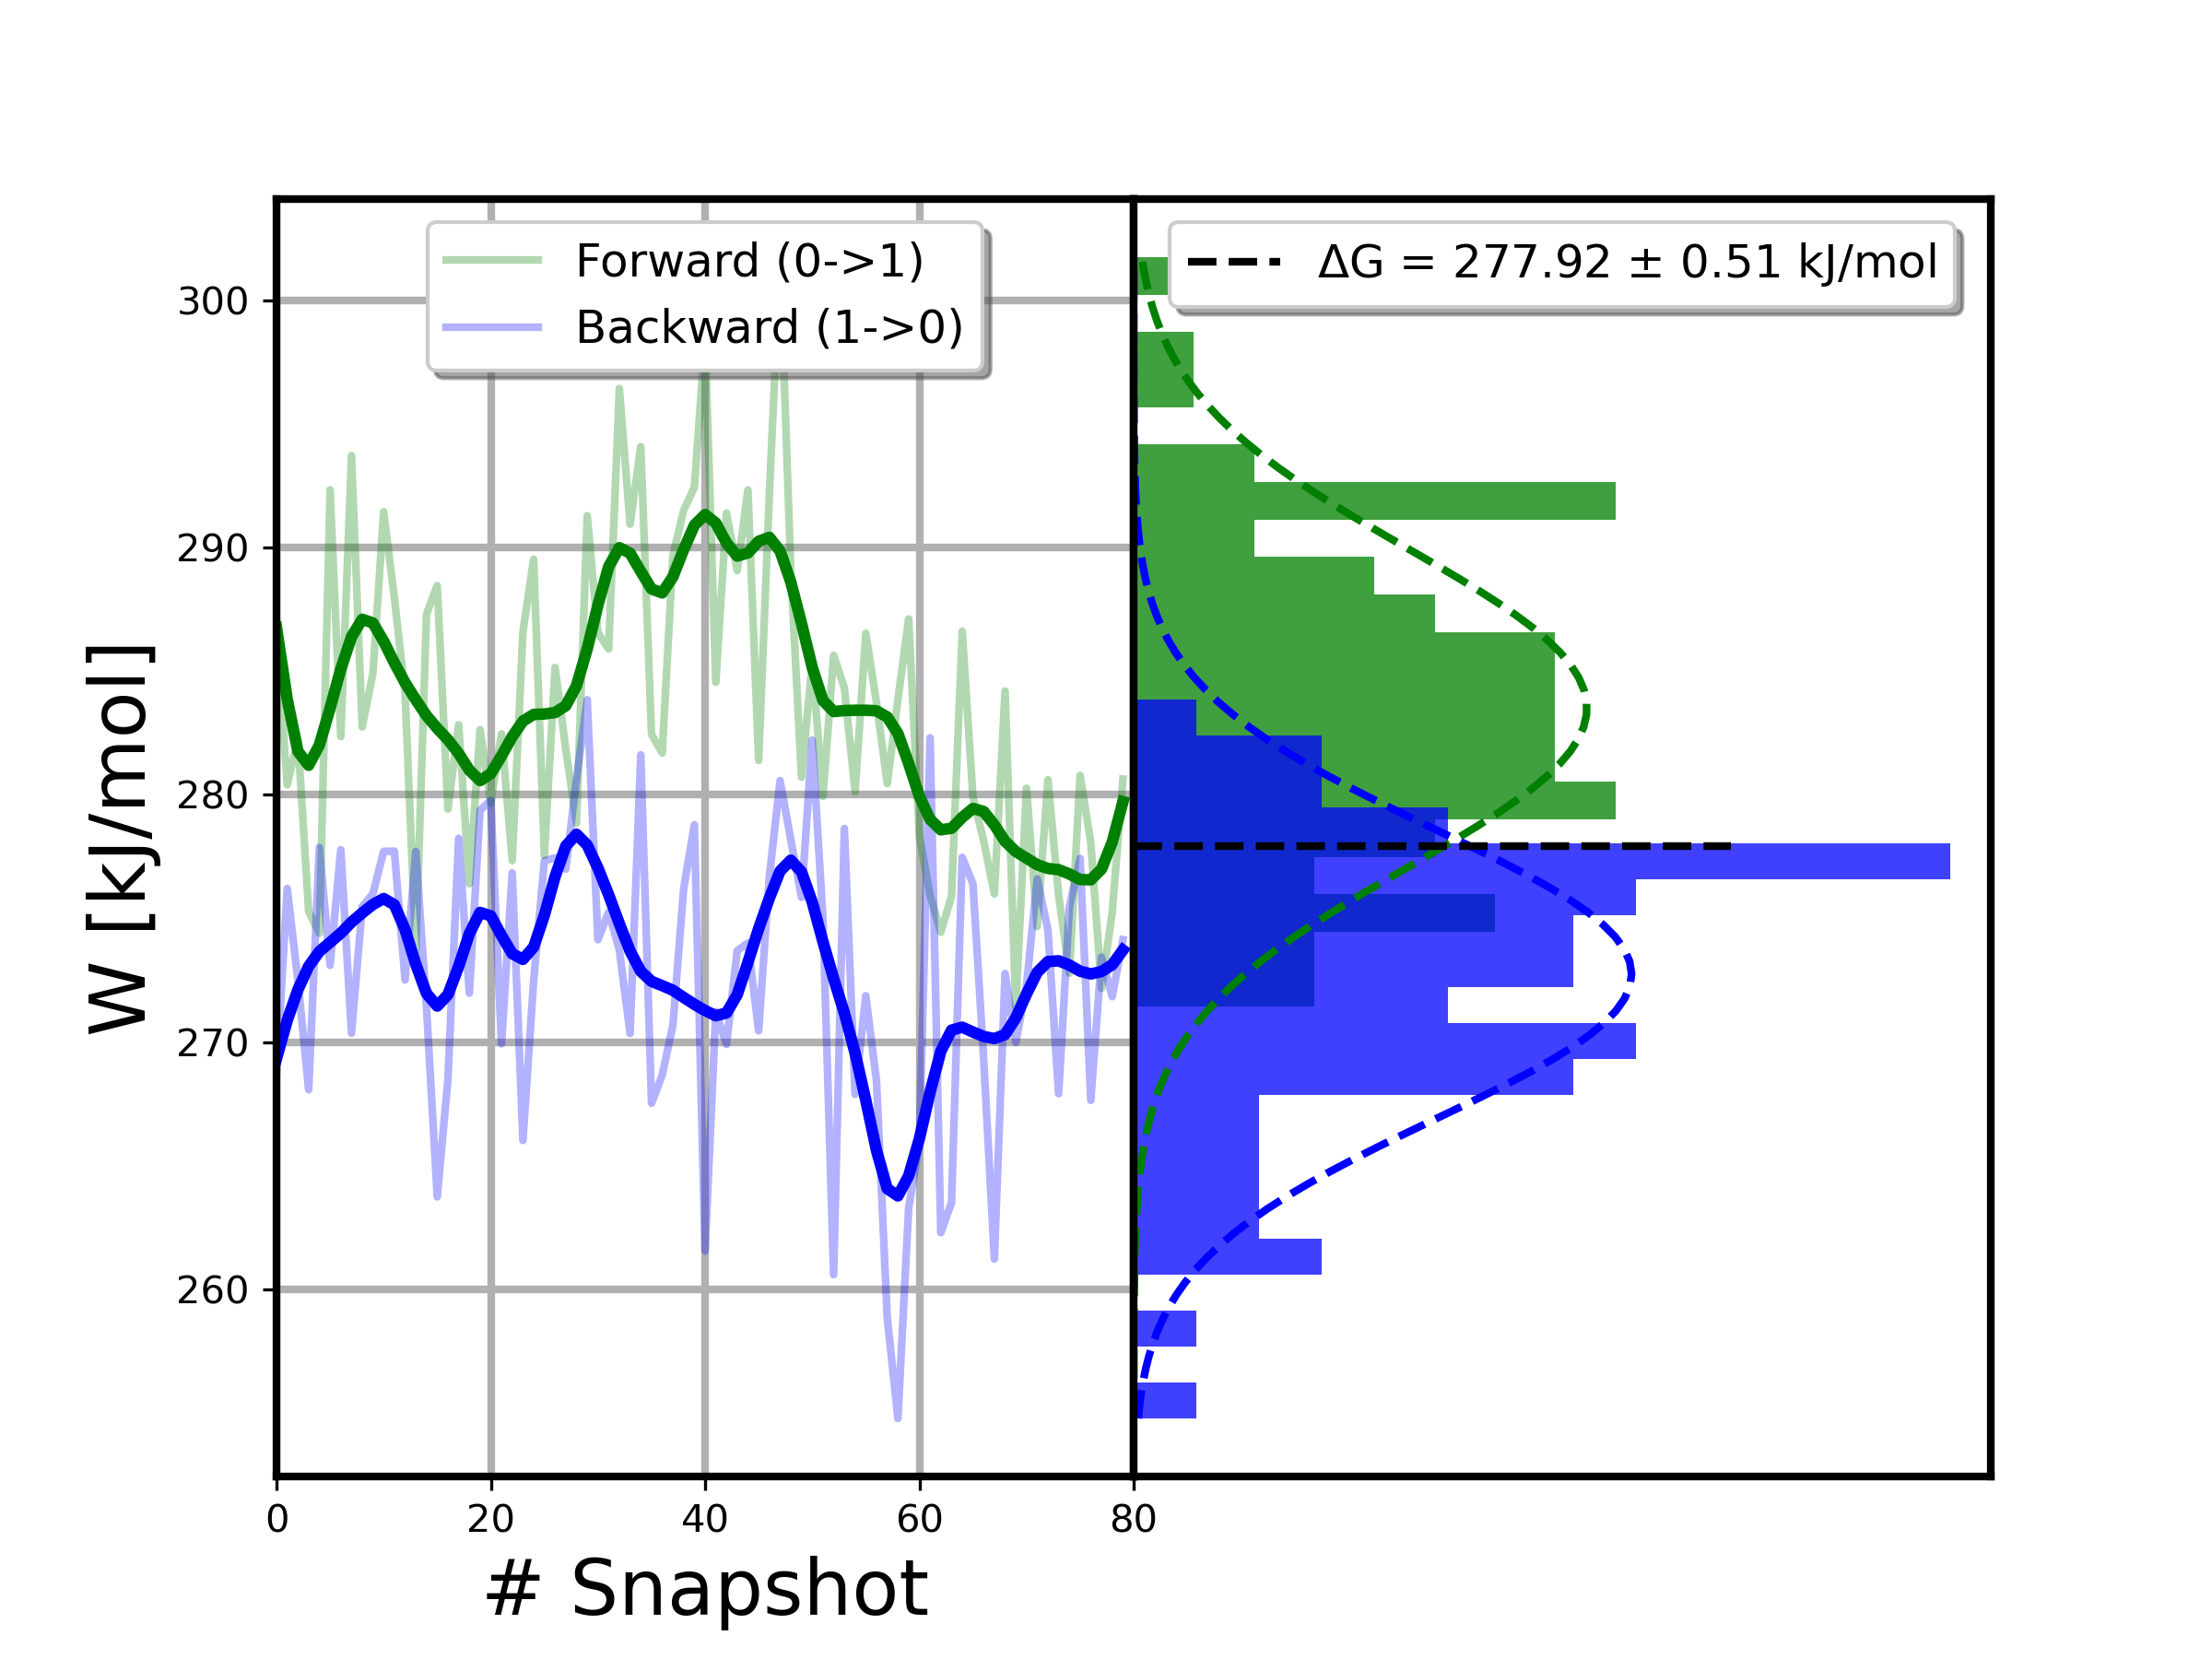 Forward (0->1)
Backward (1->0)
ΔG = 277.92 ± 0.51 kJ/mol
W [kJ/mol]
300
290
280
270
260
0 20 40 60 80
# Snapshot